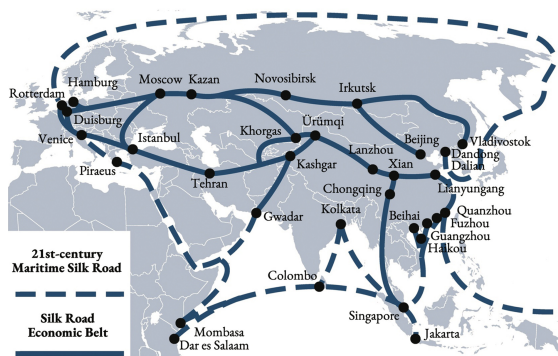 Hamburg
Rotterdam
Duisburg
Venice
Piraeus
Istanbul
Moscow
Kazan
Novosibirsk
Irkutsk
Khorgas
Ürümqi
Lanzhou
Beijing
Vladivostok
Dandong
Dalian
Xian
Lianyungang
Kashgar
Tehran
Chongqing
Gwadar
Kolkata
Beihai
Quanzhou
Fuzhou
Guangzhou
Haikou
21st-century
Maritime Silk Road
Silk Road
Economic Belt
Colombo
Singapore
Jakarta
Mombasa
Dar es Salaam